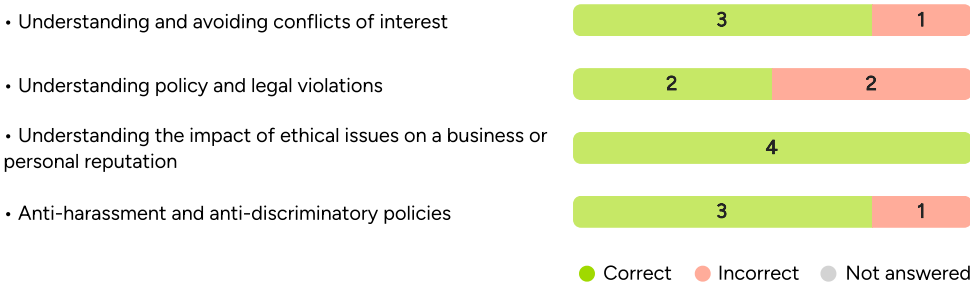 • Understanding and avoiding conflicts of interest
3 1
• Understanding policy and legal violations
2 2
• Understanding the impact of ethical issues on a business or
personal reputation
4
• Anti-harassment and anti-discriminatory policies
3 1
Correct Incorrect Not answered